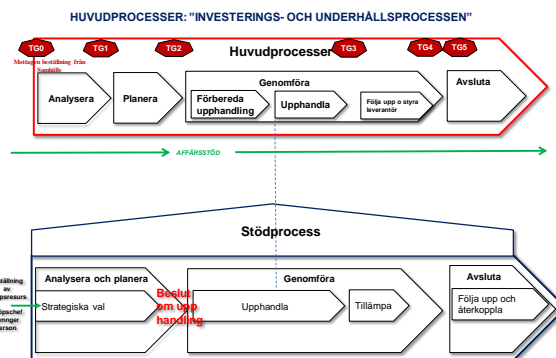 HUVUDPROCESSER: ”INVESTERINGS- OCH UNDERHÅLLSPROCESSEN”
TG0
TG1
TG2
TG3
TG4
TG5
Huvudprocesser
Mottagen beställning från
Samhälle
Analysera
Planera
Genomföra
Förbereda
upphandling
Upphandla
Följa upp o styra
leverantör
Avsluta
AFFÄRSSTÖD
Stödprocess
av
Analysera och planera
Strategiska val
Beslut
om upp
handling
Genomföra
Upphandla
Tillämpa
Avsluta
Följa upp och
återkoppla